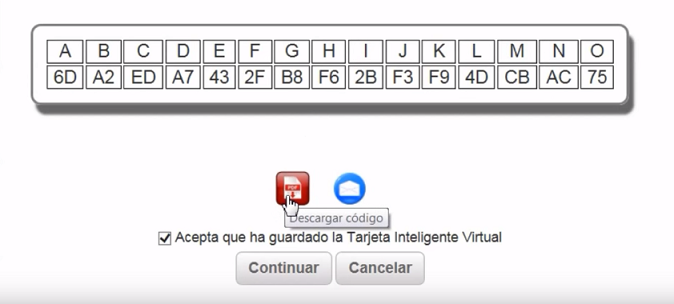 A B C D E F G H I J K L M N O
6D A2 ED A7 43 2F B8 F6 2B F3 F9 4D CB AC 75
PDF
Descargar código
Acepta que ha guardado la Tarjeta Inteligente Virtual
Continuar Cancelar